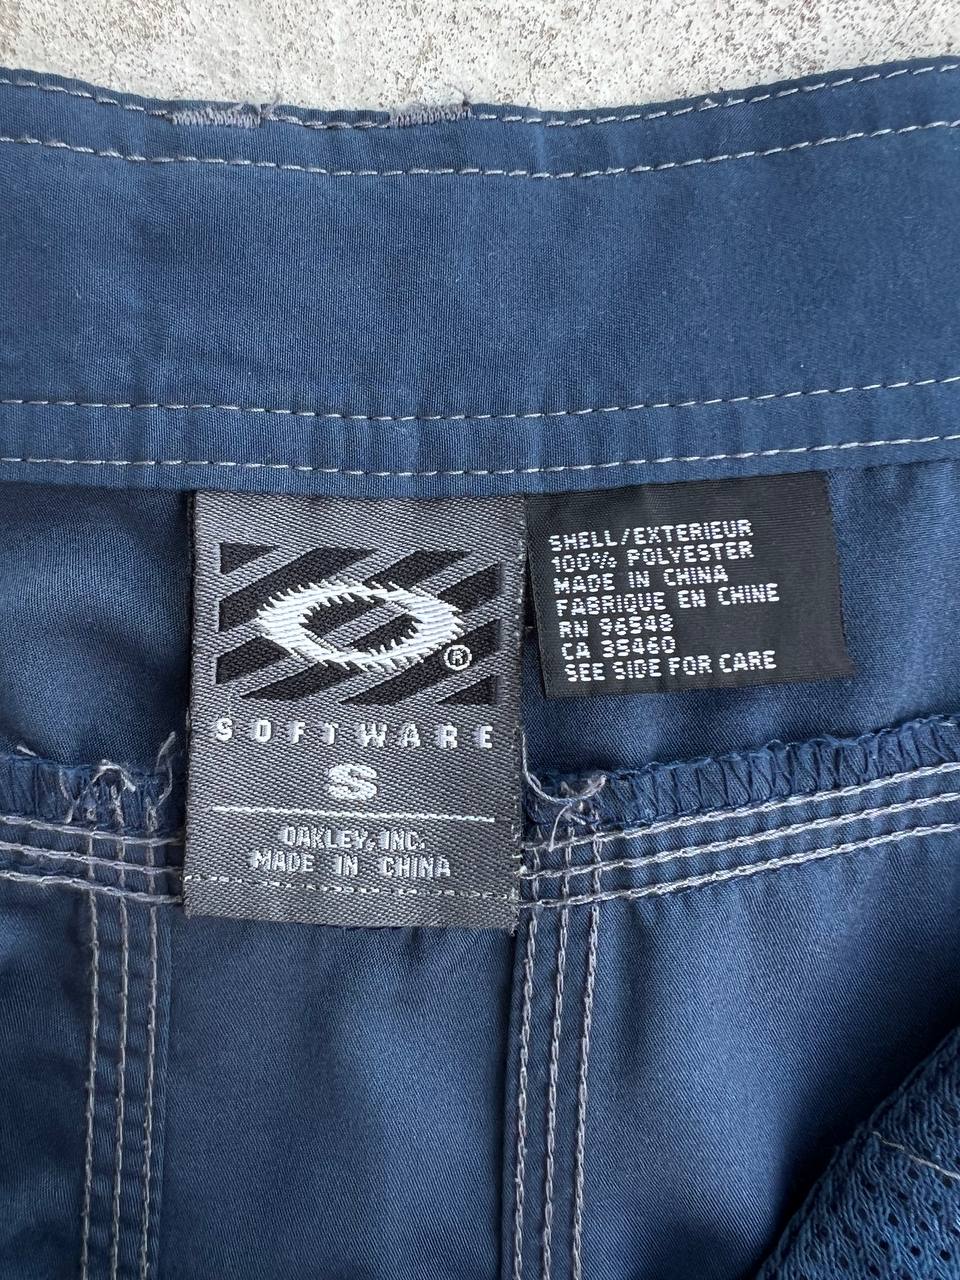 ®
SOFTWARE
S
OAKLEY, INC.
MADE IN CHINA
SHELL/EXTERIEUR
100% POLYESTER
MADE IN CHINA
FABRIQUE EN CHINE
RN 96548
CA 35460
SEE SIDE FOR CARE